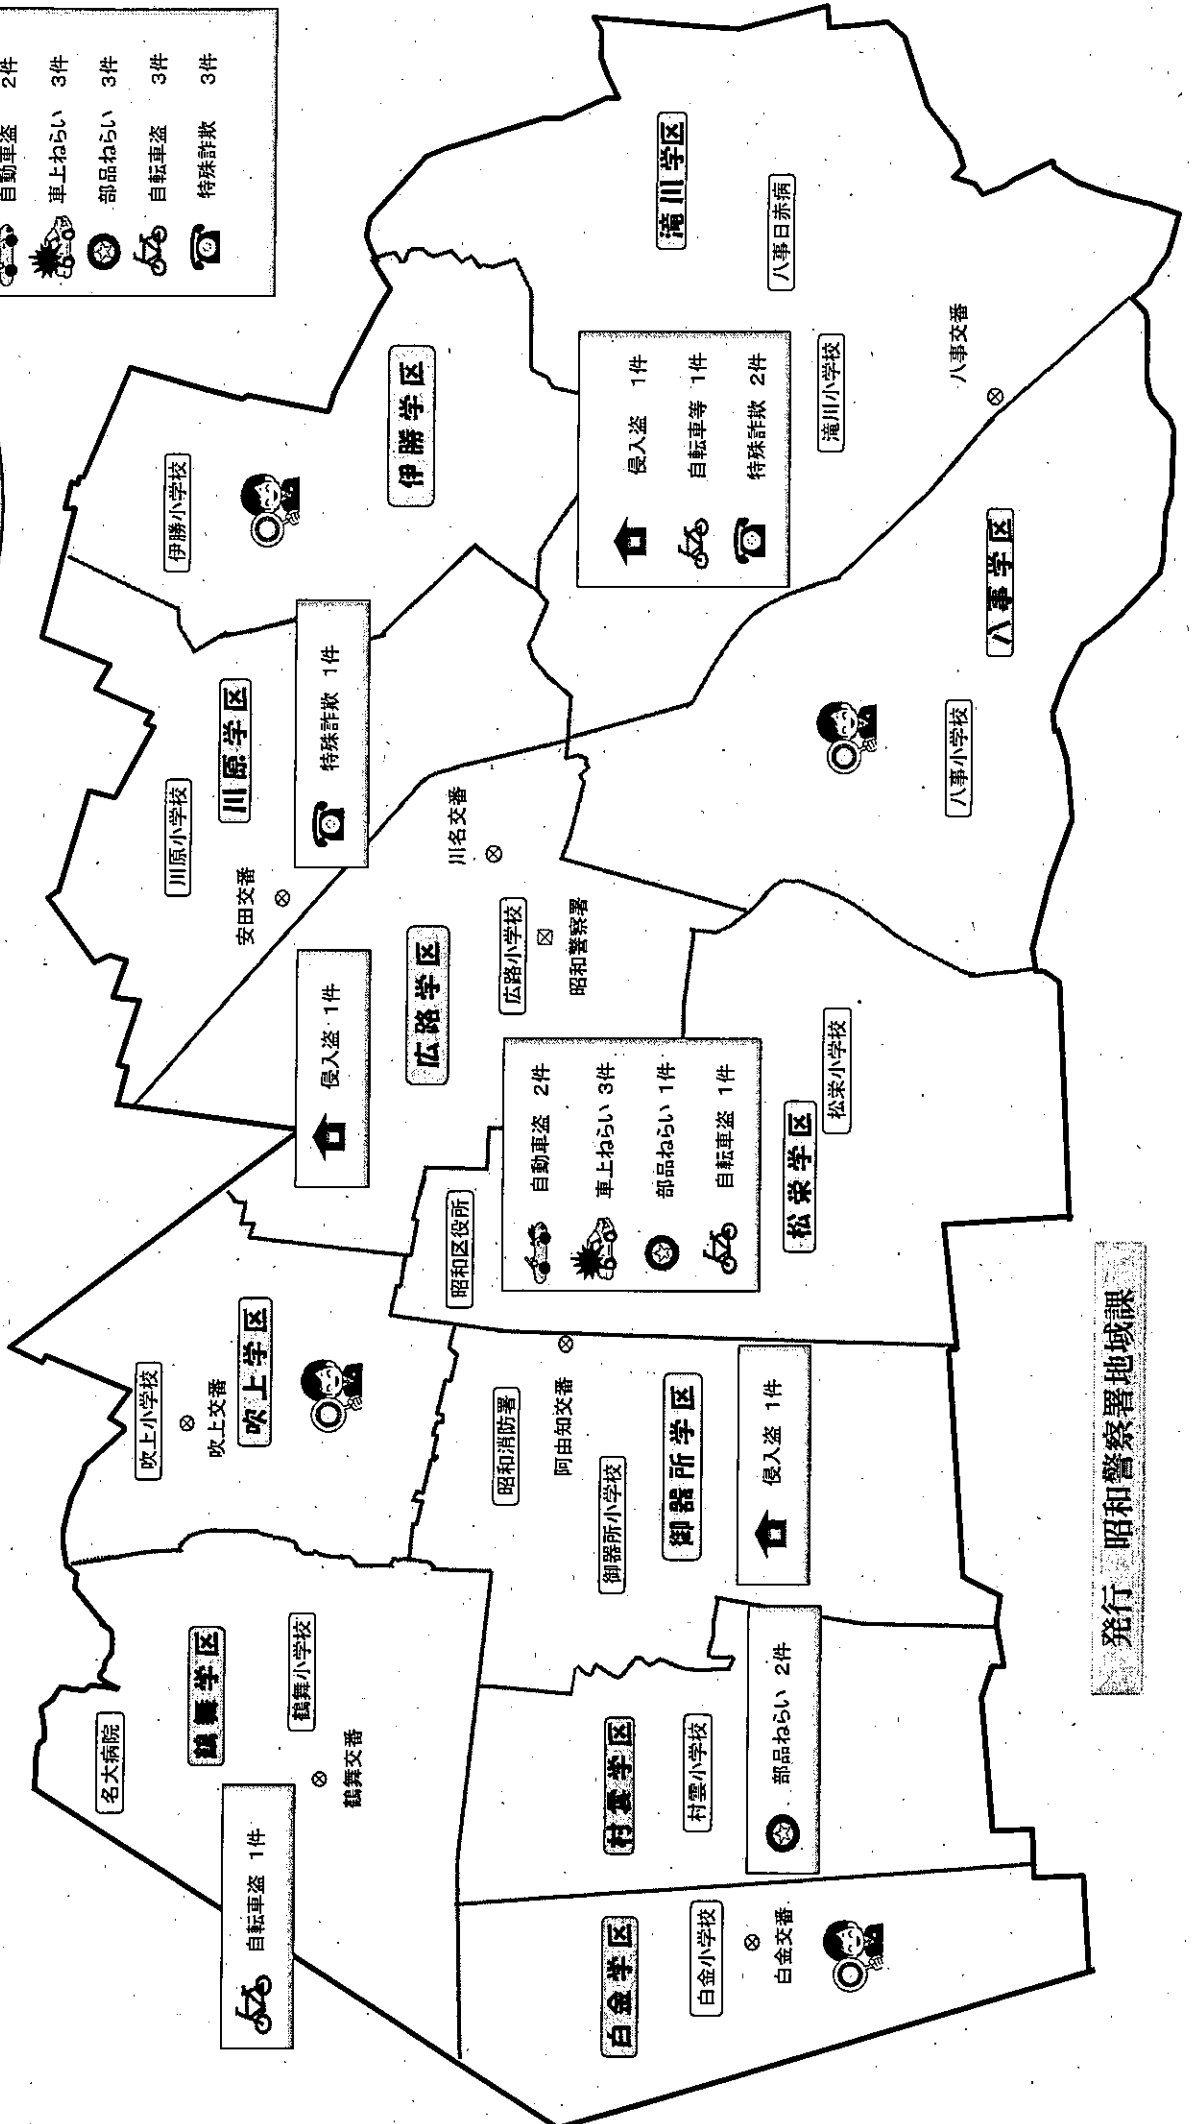 自動車盗 2件
車上ねらい 3件
部品ねらい 3件
自転車盗 3件
特殊詐欺 3件
名大病院
鶴舞学区
鶴舞小学校
鶴舞交番
自転車盗 1件
吹上小学校
吹上交番
吹上学区
川原小学校
川原学区
安田交番
特殊詐欺 1件
伊勝小学校
伊勝学区
侵入盗 1件
広路学区
川名交番
広路小学校
昭和警察署
昭和区役所
自動車盗 2件
車上ねらい 3件
部品ねらい 1件
自転車盗 1件
松栄学区
松栄小学校
滝川学区
八事日赤病
侵入盗 1件
自転車等 1件
特殊詐欺 2件
滝川小学校
八事交番
八事学区
八事小学校
昭和消防署
阿由知交番
御器所小学校
御器所学区
侵入盗 1件
村雲学区
村雲小学校
部品ねらい 2件
白金学区
白金小学校
白金交番
発行 昭和警察署地域課